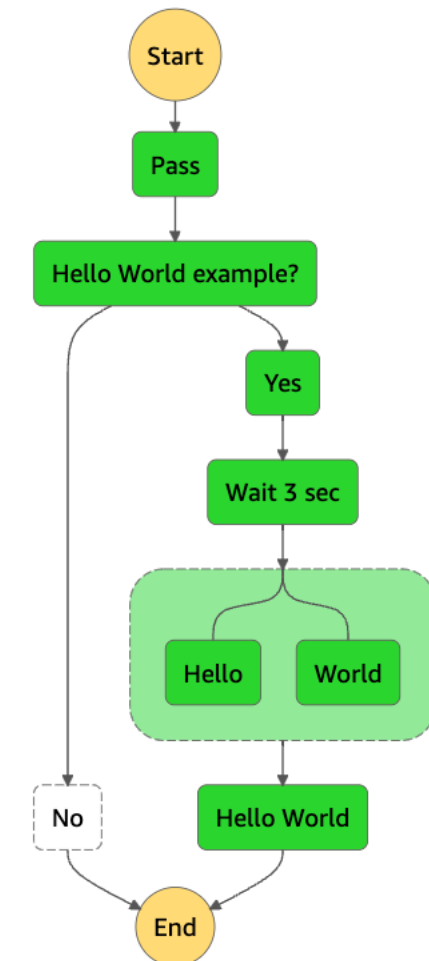 Start
Pass
Hello World example?
Yes
Wait 3 sec
Hello
World
No
Hello World
End